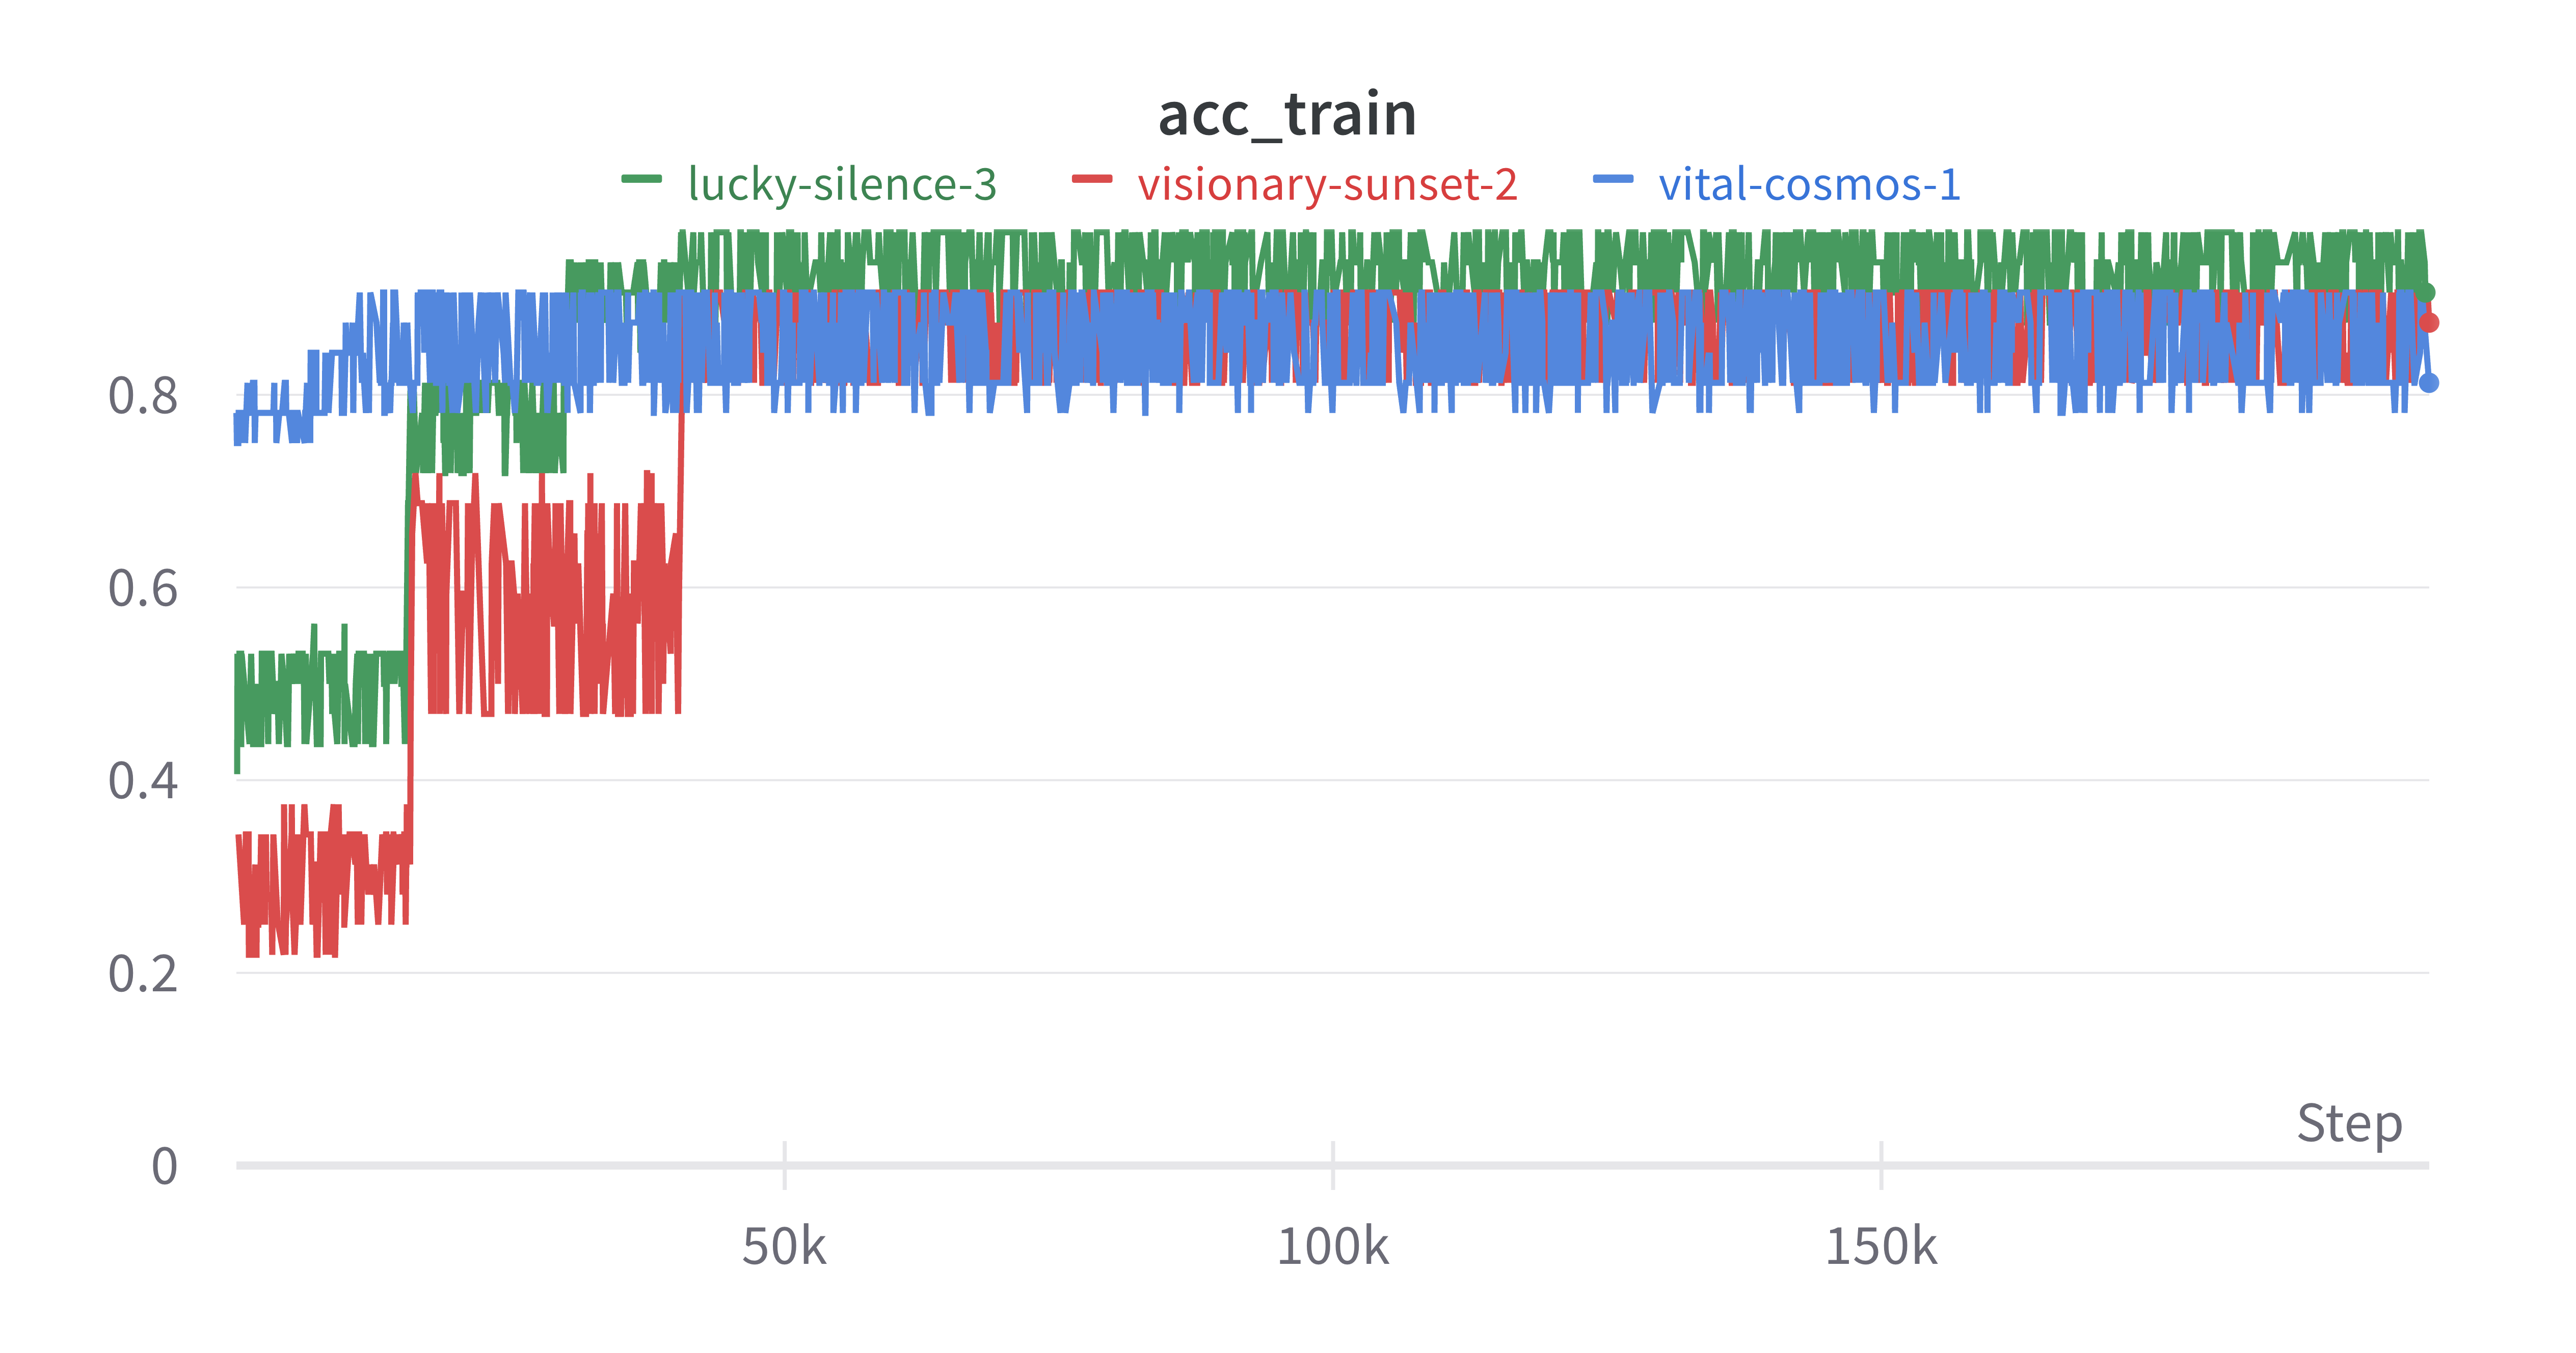 acc_train
lucky-silence-3 visionary-sunset-2 vital-cosmos-1
0.8
0.6
0.4
0.2
Step
0
50k 100k 150k